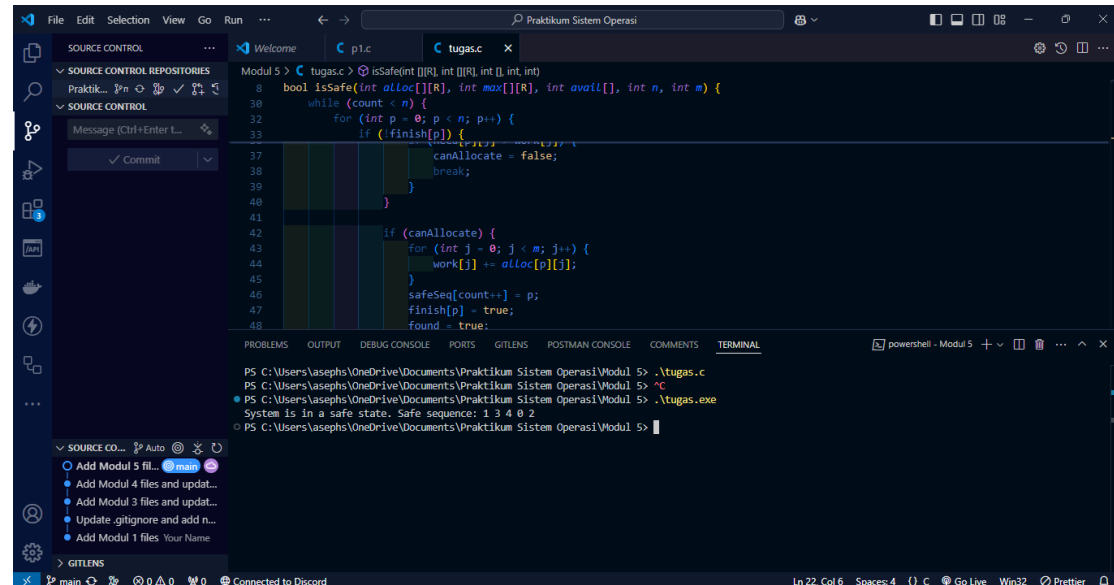 File Edit Selection View Go Run ··· Praktikum Sistem Operasi
SOURCE CONTROL ···
SOURCE CONTROL REPOSITORIES
Praktik...
SOURCE CONTROL
Message (Ctrl+Enter t...
Commit
3
/API
SOURCE CO... Auto
Add Modul 5 fil... main
Add Modul 4 files and updat...
Add Modul 3 files and updat...
Update .gitignore and add n...
Add Modul 1 files Your Name
GITLENS
Welcome C p1.c C tugas.c ×
Modul 5 > C tugas.c > isSafe(int [][R], int [][R], int [], int, int)
8 bool isSafe(int alloc[][R], int max[][R], int avail[], int n, int m) {
30 while (count < n) {
32 for (int p = 0; p < n; p++) {
33 if (!finish[p]) {
37 canAllocate = false;
38 break;
39 }
40 }
41
42 if (canAllocate) {
43 for (int j = 0; j < m; j++) {
44 work[j] += alloc[p][j];
45 }
46 safeSeq[count++] = p;
47 finish[p] = true;
48 found = true;
PROBLEMS OUTPUT DEBUG CONSOLE PORTS GITLENS POSTMAN CONSOLE COMMENTS TERMINAL powershell - Modul 5
PS C:\Users\asephs\OneDrive\Documents\Praktikum Sistem Operasi\Modul 5> .\tugas.c
PS C:\Users\asephs\OneDrive\Documents\Praktikum Sistem Operasi\Modul 5> ^C
PS C:\Users\asephs\OneDrive\Documents\Praktikum Sistem Operasi\Modul 5> .\tugas.exe
System is in a safe state. Safe sequence: 1 3 4 0 2
PS C:\Users\asephs\OneDrive\Documents\Praktikum Sistem Operasi\Modul 5>
main 0 0 0 Connected to Discord Ln 22, Col 6 Spaces: 4 {} C Go Live Win32 Prettier